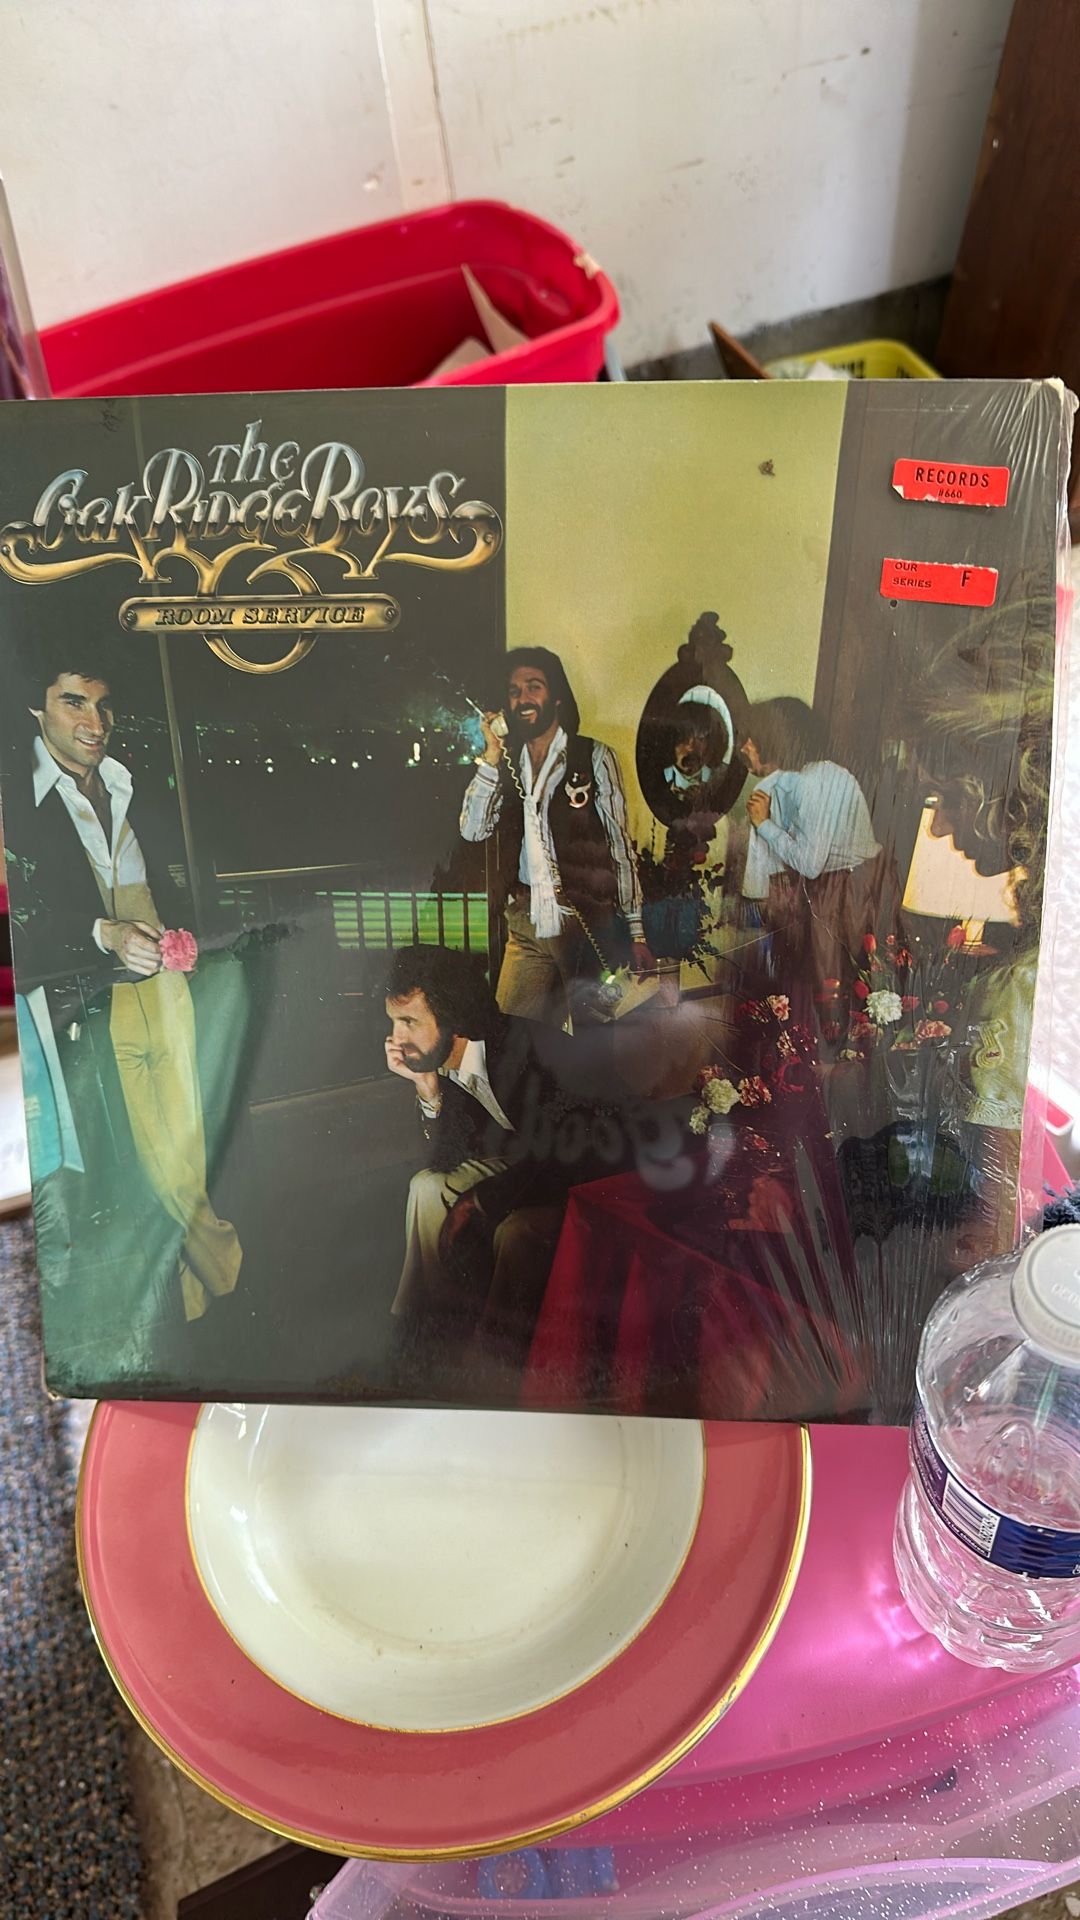 The
Oak Ridge Boys
ROOM SERVICE
RECORDS
#660
OUR
SERIES F